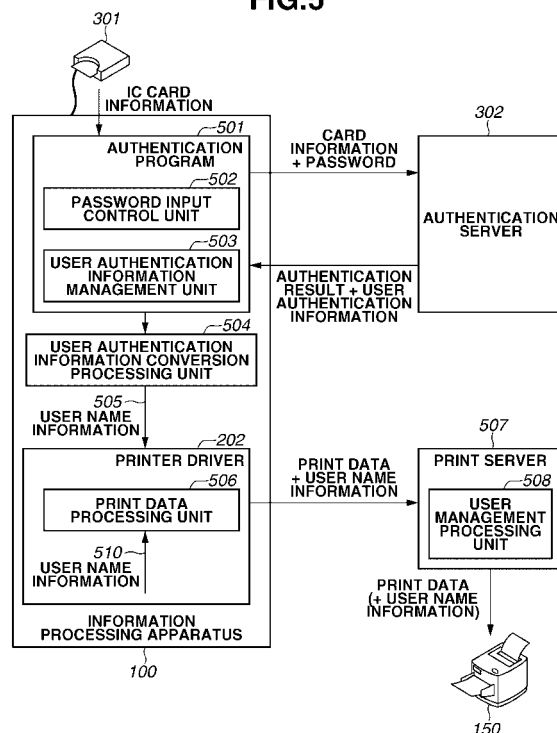 FIG.5
301
IC CARD
INFORMATION
501
AUTHENTICATION
PROGRAM
502
PASSWORD INPUT
CONTROL UNIT
503
USER AUTHENTICATION
INFORMATION
MANAGEMENT UNIT
CARD
INFORMATION
+ PASSWORD
302
AUTHENTICATION
SERVER
AUTHENTICATION
RESULT + USER
AUTHENTICATION
INFORMATION
504
USER AUTHENTICATION
INFORMATION CONVERSION
PROCESSING UNIT
505
USER NAME
INFORMATION
202
PRINTER DRIVER
506
PRINT DATA
PROCESSING UNIT
510
USER NAME
INFORMATION
INFORMATION
PROCESSING APPARATUS
100
PRINT DATA
+ USER NAME
INFORMATION
507
PRINT SERVER
508
USER
MANAGEMENT
PROCESSING
UNIT
PRINT DATA
(+ USER NAME
INFORMATION)
150